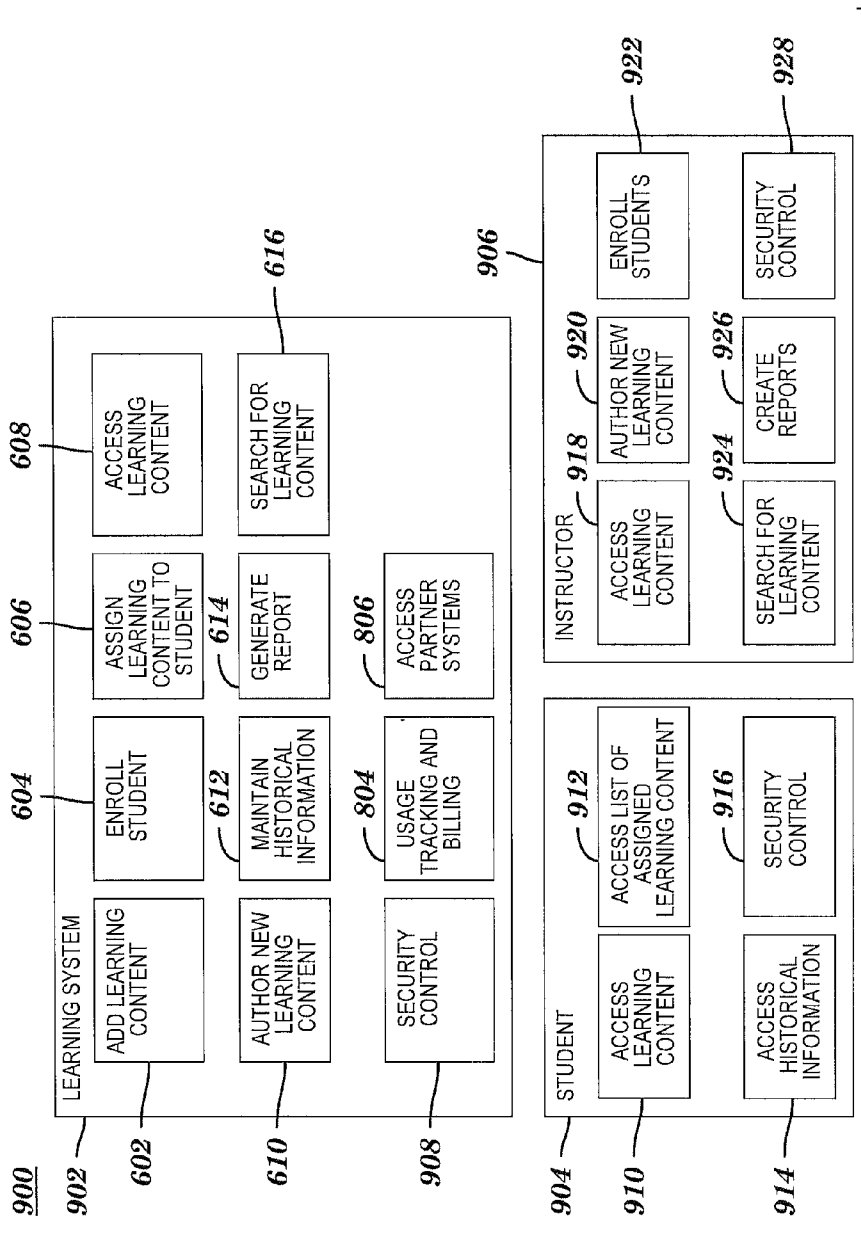 900
902
LEARNING SYSTEM
602
ADD LEARNING
CONTENT
604
ENROLL
STUDENT
606
ASSIGN
LEARNING
CONTENT TO
STUDENT
608
ACCESS
LEARNING
CONTENT
610
AUTHOR NEW
LEARNING
CONTENT
612
MAINTAIN
HISTORICAL
INFORMATION
614
GENERATE
REPORT
616
SEARCH FOR
LEARNING
CONTENT
908
SECURITY
CONTROL
804
USAGE
TRACKING AND
BILLING
806
ACCESS
PARTNER
SYSTEMS
904
STUDENT
910
ACCESS
LEARNING
CONTENT
912
ACCESS LIST OF
ASSIGNED
LEARNING CONTENT
914
ACCESS
HISTORICAL
INFORMATION
916
SECURITY
CONTROL
906
INSTRUCTOR
918
ACCESS
LEARNING
CONTENT
920
AUTHOR NEW
LEARNING
CONTENT
922
ENROLL
STUDENTS
924
SEARCH FOR
LEARNING
CONTENT
926
CREATE
REPORTS
928
SECURITY
CONTROL